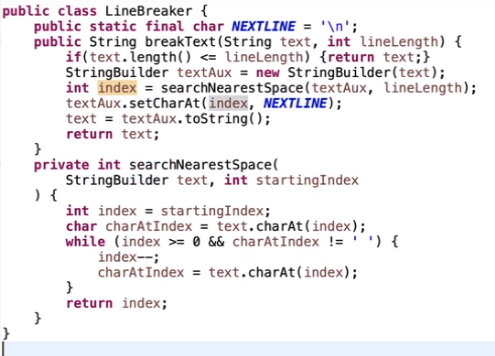 public class LineBreaker {
    public static final char NEXTLINE = '\n';
    public String breakText(String text, int lineLength) {
        if(text.length() <= lineLength) {return text;}
        StringBuilder textAux = new StringBuilder(text);
        int index = searchNearestSpace(textAux, lineLength);
        textAux.setCharAt(index, NEXTLINE);
        text = textAux.toString();
        return text;
    }
    private int searchNearestSpace(
        StringBuilder text, int startingIndex
    ) {
        int index = startingIndex;
        char charAtIndex = text.charAt(index);
        while (index >= 0 && charAtIndex != ' ') {
            index--;
            charAtIndex = text.charAt(index);
        }
        return index;
    }
}